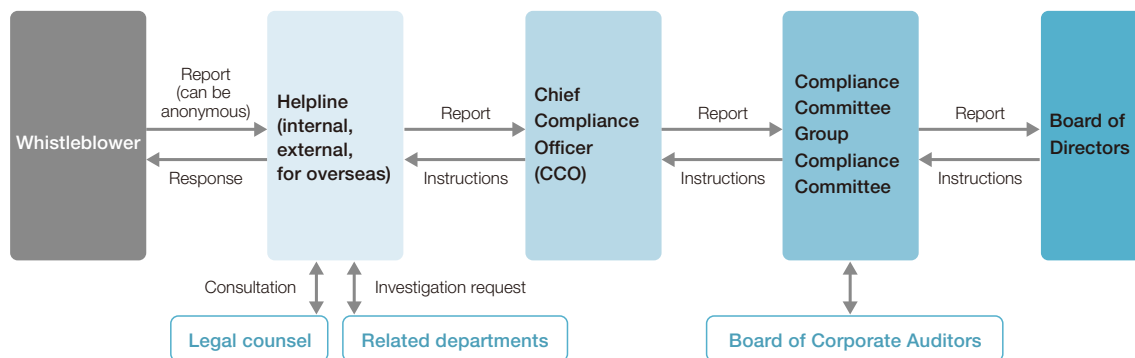 Whistleblower
Report
(can be
anonymous)
Response
Helpline
(internal,
external,
for overseas)
Report
Instructions
Chief
Compliance
Officer
(CCO)
Report
Instructions
Compliance
Committee
Group
Compliance
Committee
Report
Instructions
Board of
Directors
Consultation
Investigation request
Legal counsel
Related departments
Board of Corporate Auditors